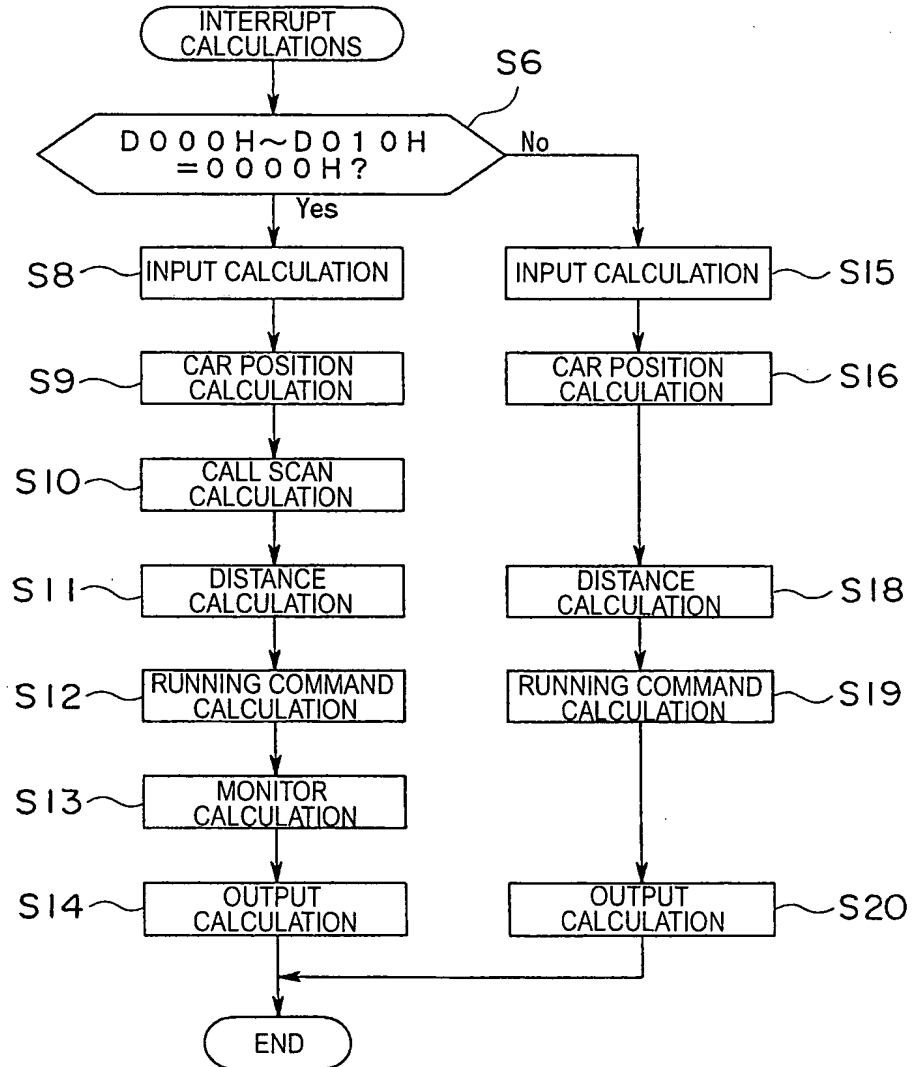 INTERRUPT
CALCULATIONS
S6
D000H~D010H
=0000H?
No
Yes
S8
INPUT CALCULATION
INPUT CALCULATION
S15
S9
CAR POSITION
CALCULATION
CAR POSITION
CALCULATION
S16
S10
CALL SCAN
CALCULATION
S11
DISTANCE
CALCULATION
DISTANCE
CALCULATION
S18
S12
RUNNING COMMAND
CALCULATION
RUNNING COMMAND
CALCULATION
S19
S13
MONITOR
CALCULATION
S14
OUTPUT
CALCULATION
OUTPUT
CALCULATION
S20
END